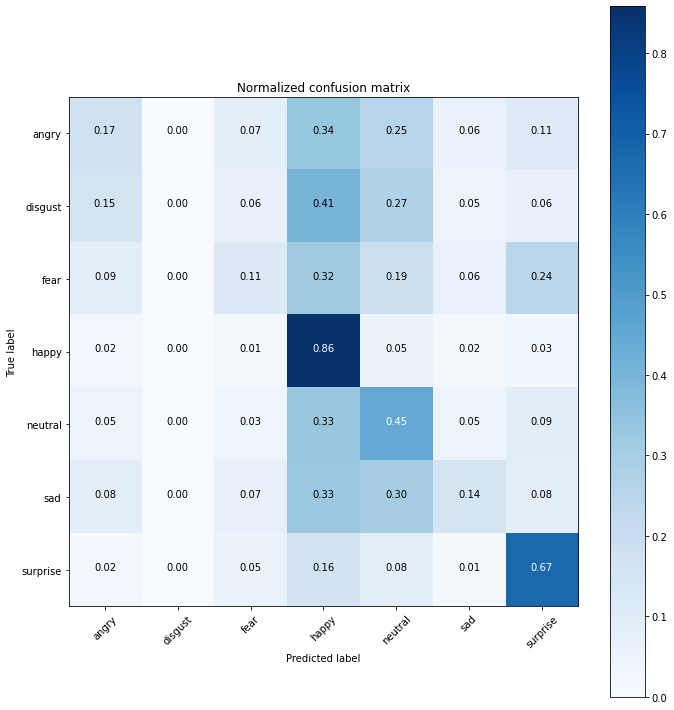 Normalized confusion matrix
angry 0.17 0.00 0.07 0.34 0.25 0.06 0.11
disgust 0.15 0.00 0.06 0.41 0.27 0.05 0.06
fear 0.09 0.00 0.11 0.32 0.19 0.06 0.24
happy 0.02 0.00 0.01 0.86 0.05 0.02 0.03
neutral 0.05 0.00 0.03 0.33 0.45 0.05 0.09
sad 0.08 0.00 0.07 0.33 0.30 0.14 0.08
surprise 0.02 0.00 0.05 0.16 0.08 0.01 0.67
angry disgust fear happy neutral sad surprise
Predicted label
True label
0.8
0.7
0.6
0.5
0.4
0.3
0.2
0.1
0.0